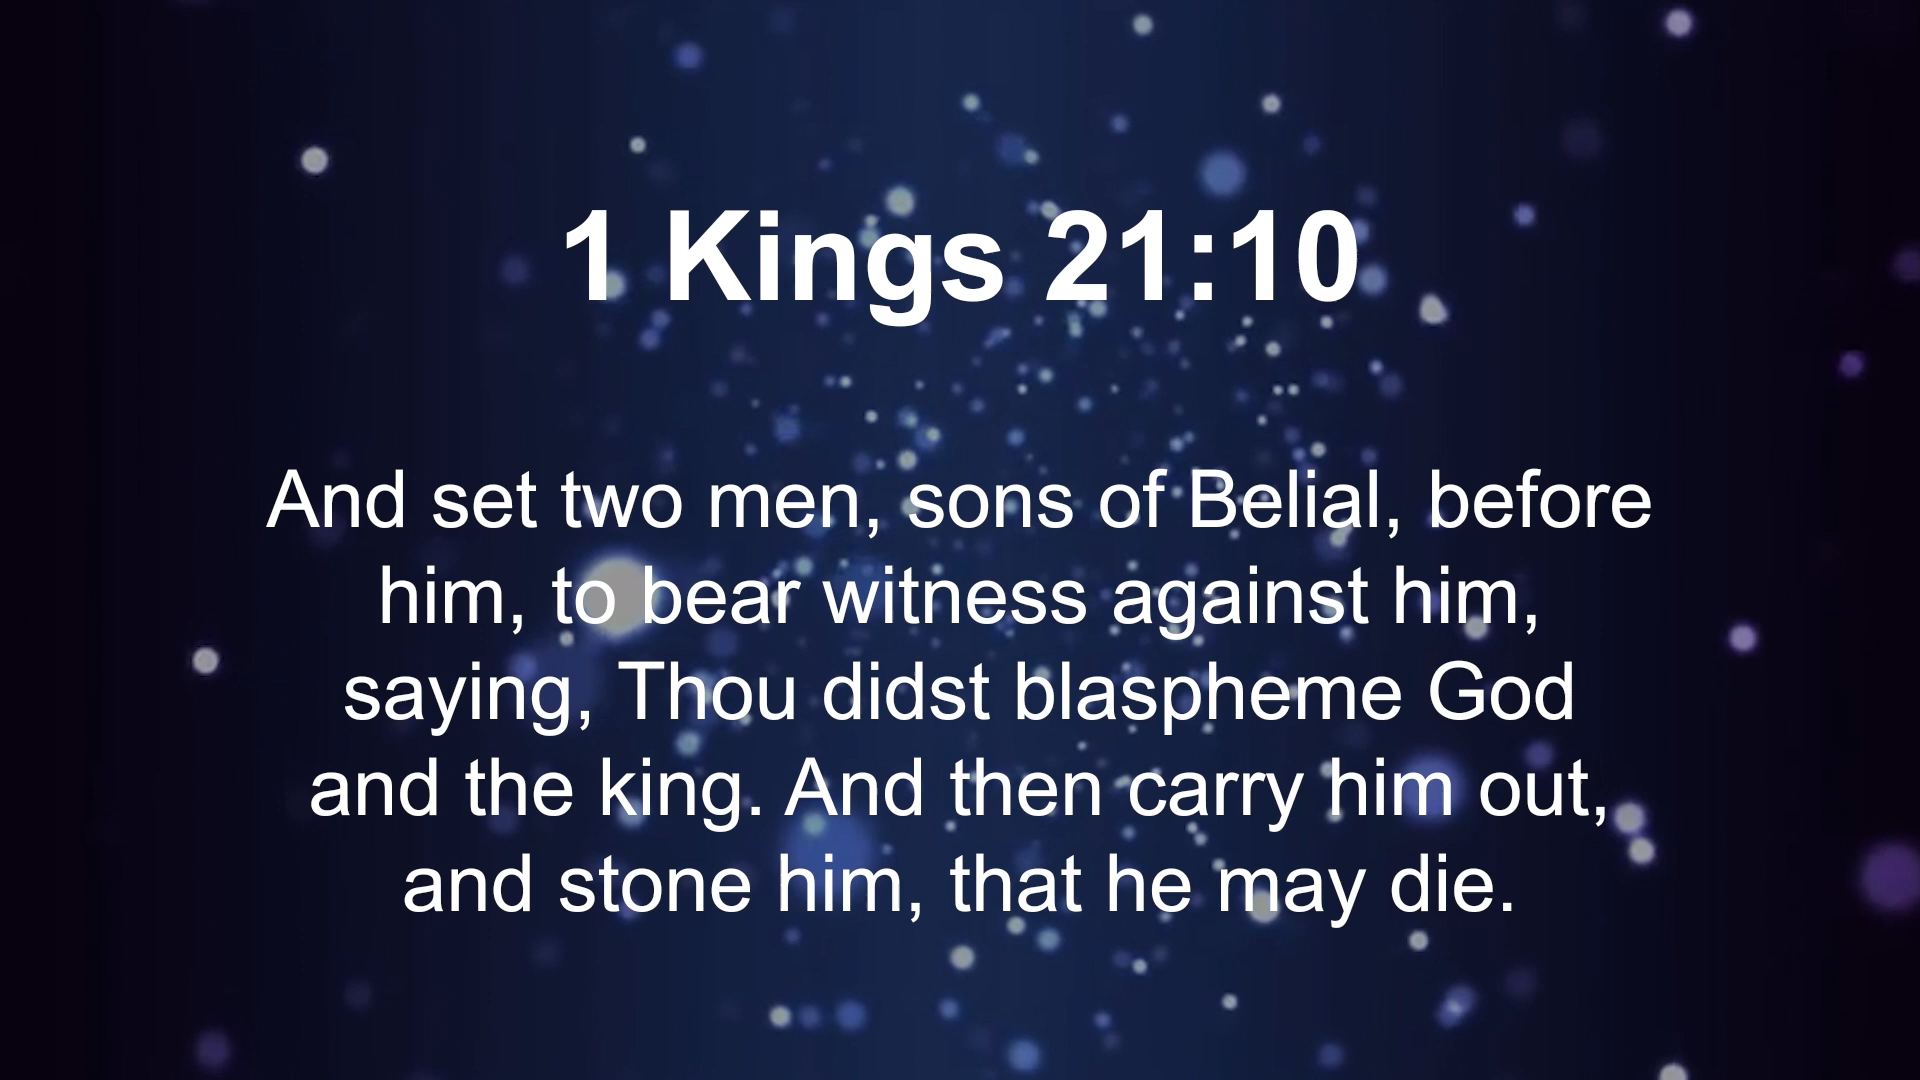 1 Kings 21:10
And set two men, sons of Belial, before
him, to bear witness against him,
saying, Thou didst blaspheme God
and the king. And then carry him out,
and stone him, that he may die.